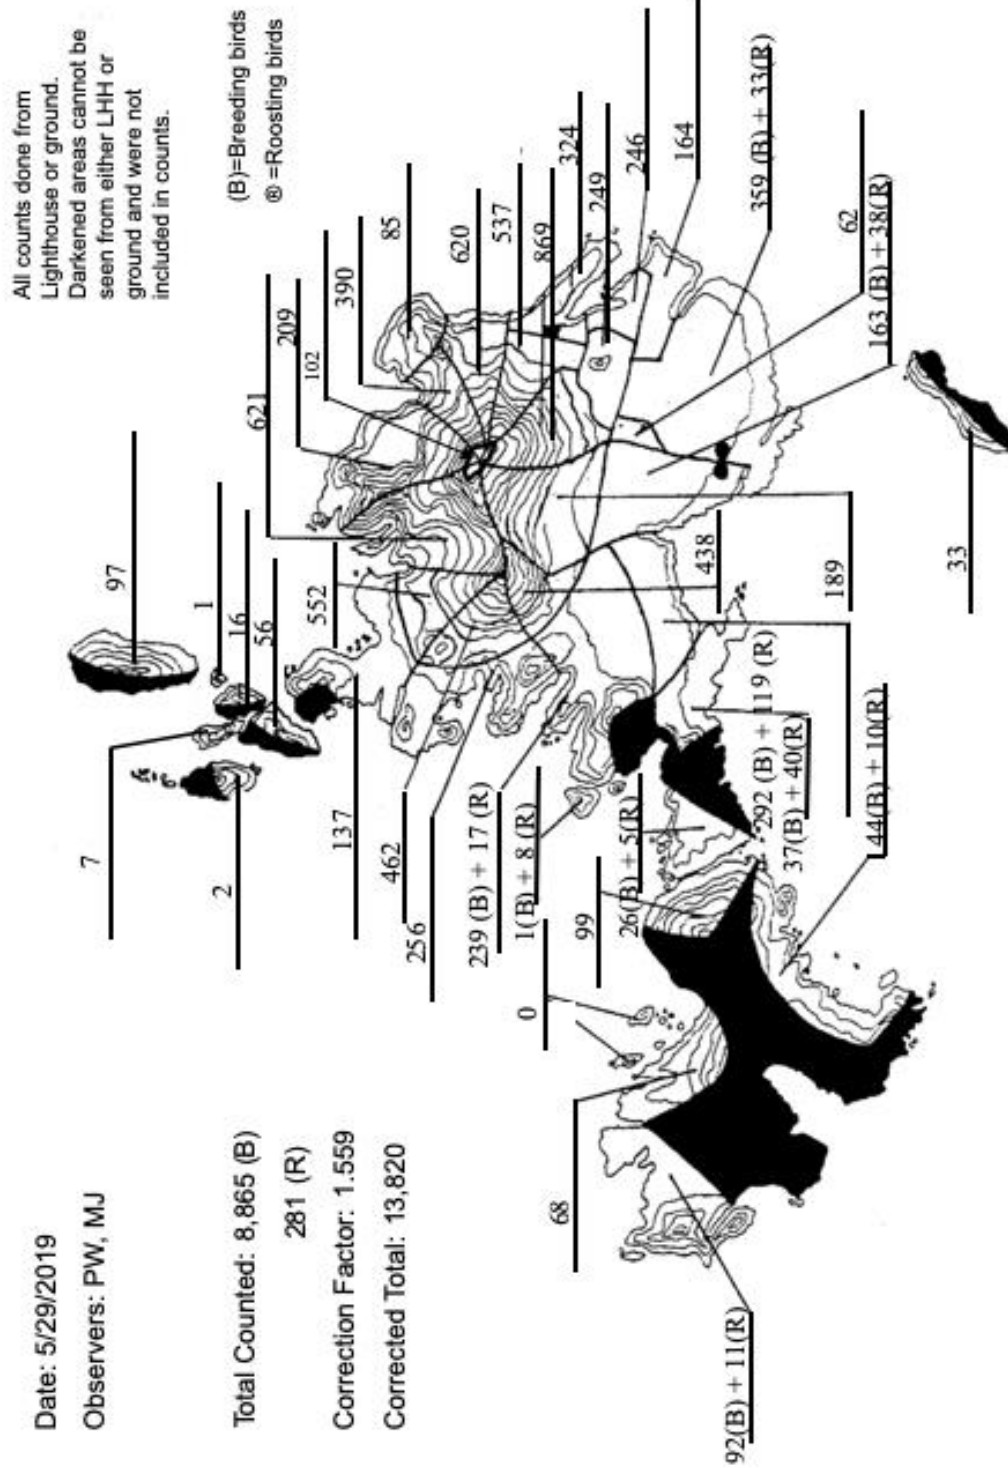 Date: 5/29/2019
Observers: PW, MJ
Total Counted: 8,865 (B)
281 (R)
Correction Factor: 1.559
Corrected Total: 13,820
All counts done from
Lighthouse or ground.
Darkened areas cannot be
seen from either LHH or
ground and were not
included in counts.
(B)=Breeding birds
® =Roosting birds
7
97
1
16
56
2
552
621
209
102
390
85
620
537
869
324
249
246
164
359 (B) + 33(R)
62
163 (B) + 38(R)
137
462
256
239 (B) + 17 (R)
1(B) + 8 (R)
0
99
26(B) + 5(R)
68
92(B) + 11(R)
438
292 (B) + 119 (R)
37(B) + 40(R)
189
44(B) + 10(R)
33